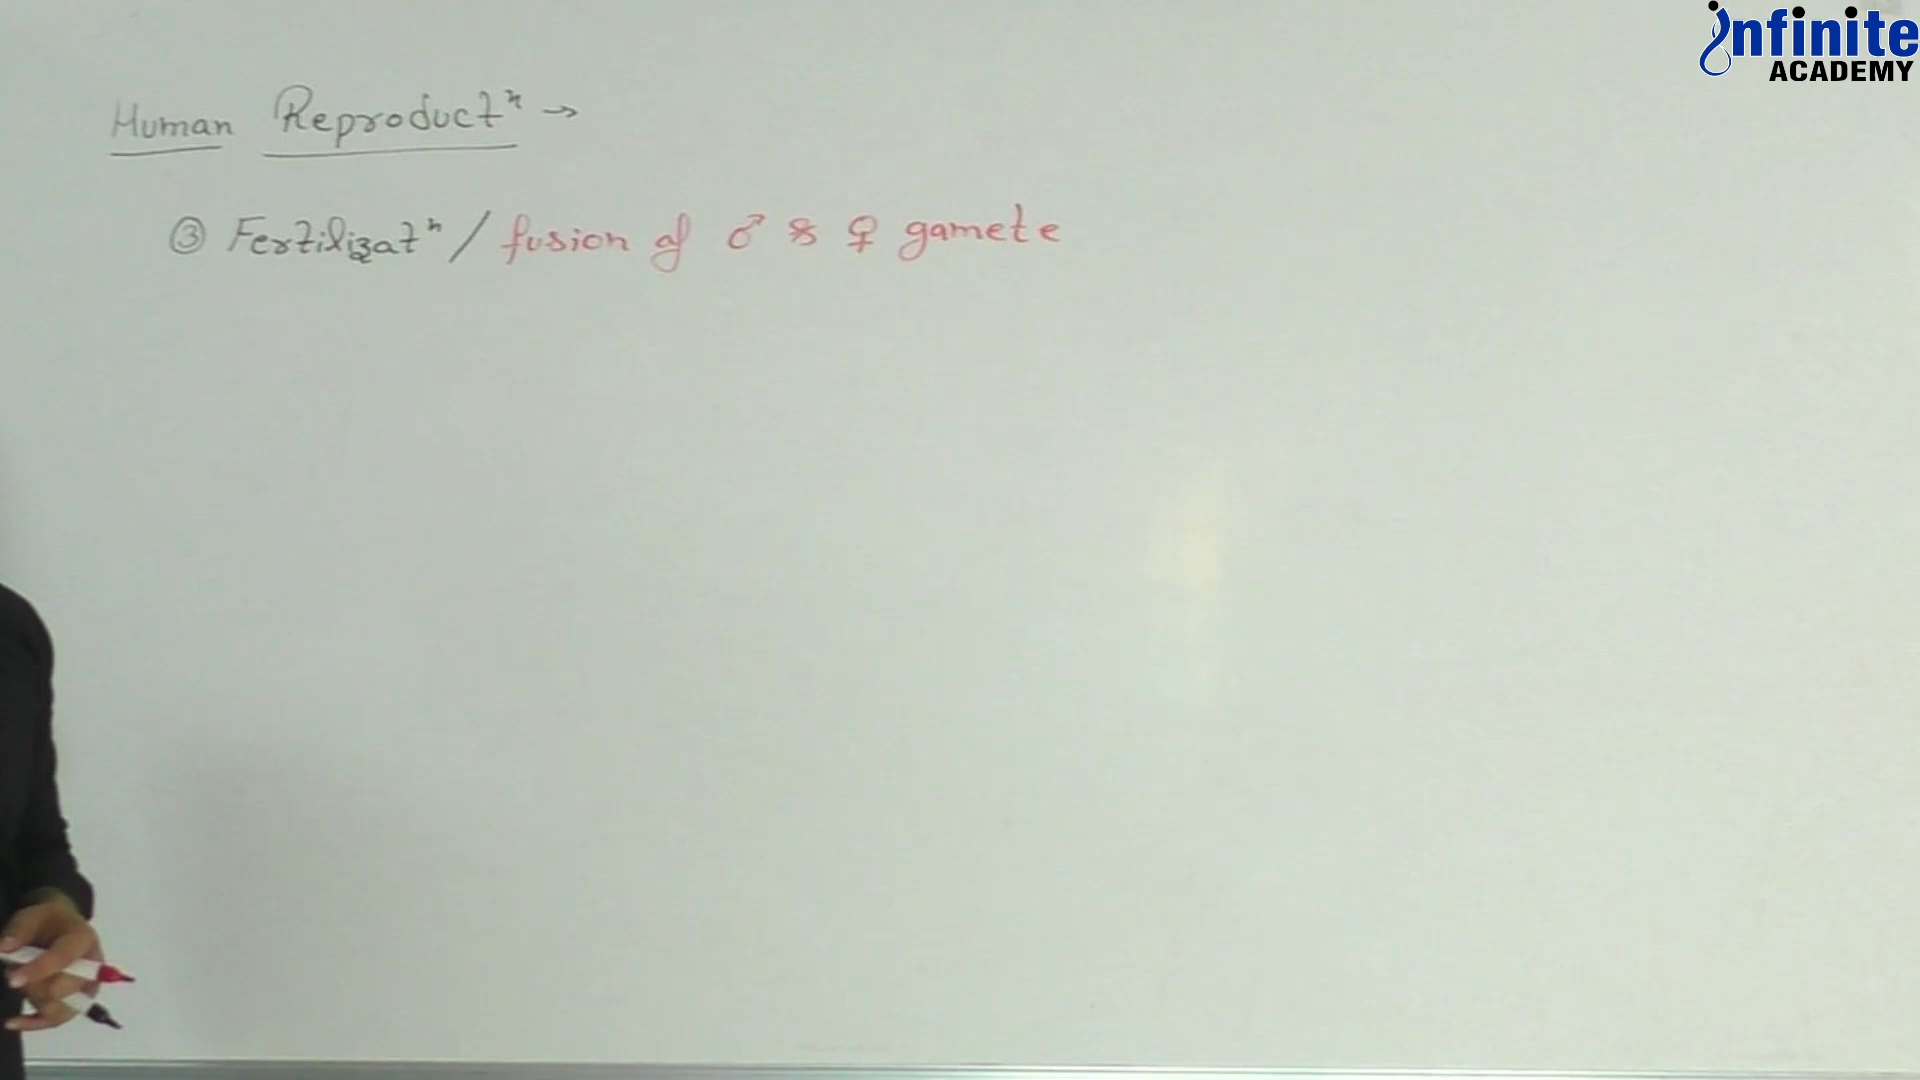 infinite
ACADEMY
Human Reproductⁿ →
③ Fertilizatⁿ / fusion of ♂ & ♀ gamete